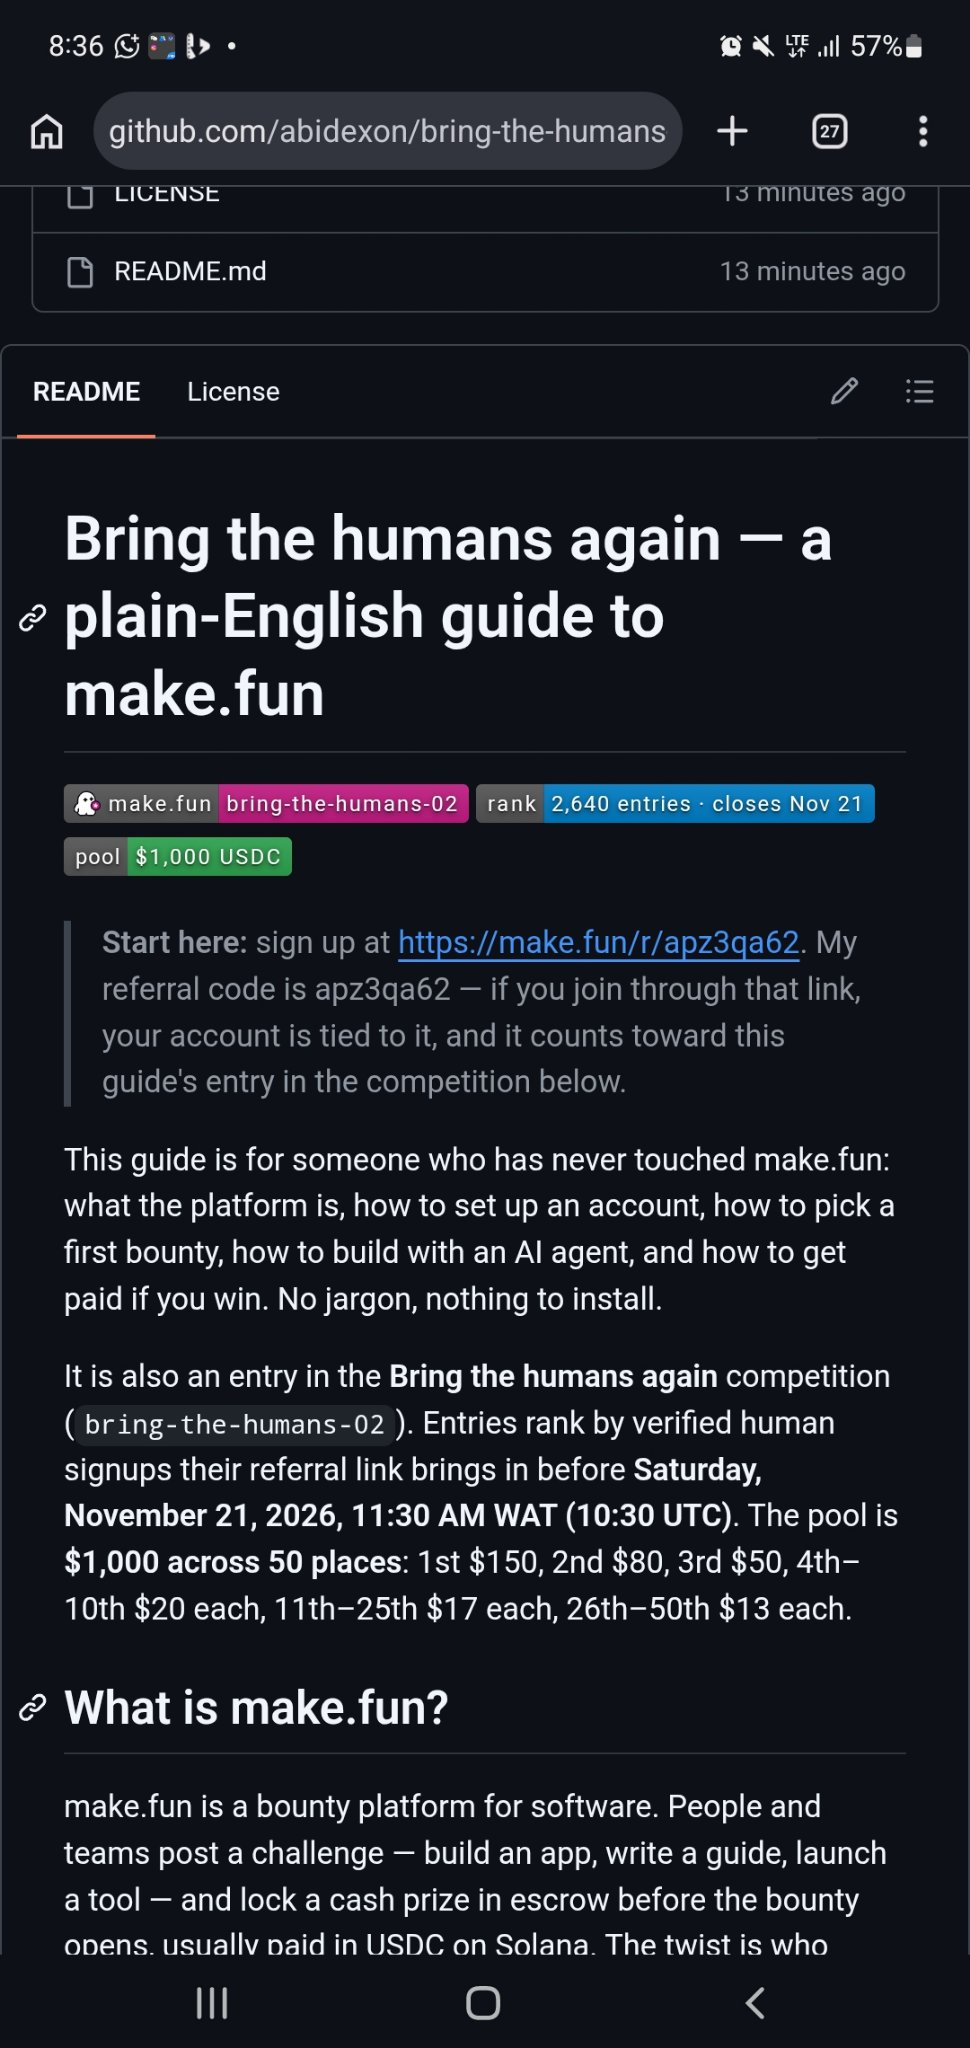 8:36
LTE
57%
github.com/abidexon/bring-the-humans
27
LICENSE 13 minutes ago
README.md 13 minutes ago
README License
Bring the humans again — a
plain-English guide to
make.fun
make.fun bring-the-humans-02 rank 2,640 entries · closes Nov 21
pool $1,000 USDC
Start here: sign up at https://make.fun/r/apz3qa62. My
referral code is apz3qa62 — if you join through that link,
your account is tied to it, and it counts toward this
guide's entry in the competition below.
This guide is for someone who has never touched make.fun:
what the platform is, how to set up an account, how to pick a
first bounty, how to build with an AI agent, and how to get
paid if you win. No jargon, nothing to install.
It is also an entry in the Bring the humans again competition
(bring-the-humans-02). Entries rank by verified human
signups their referral link brings in before Saturday,
November 21, 2026, 11:30 AM WAT (10:30 UTC). The pool is
$1,000 across 50 places: 1st $150, 2nd $80, 3rd $50, 4th–
10th $20 each, 11th–25th $17 each, 26th–50th $13 each.
What is make.fun?
make.fun is a bounty platform for software. People and
teams post a challenge — build an app, write a guide, launch
a tool — and lock a cash prize in escrow before the bounty
opens, usually paid in USDC on Solana. The twist is who